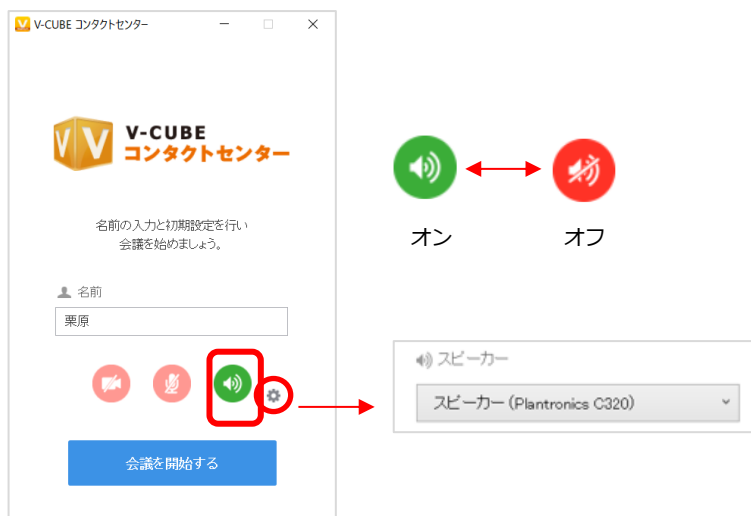 V-CUBE コンタクトセンター
V-CUBE
コンタクトセンター
名前の入力と初期設定を行い
会議を始めましょう。
名前
栗原
会議を開始する
オン
オフ
スピーカー
スピーカー (Plantronics C320)